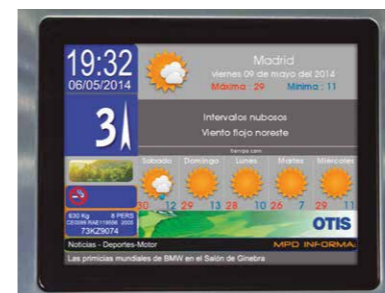 19:32
06/05/2014
3
630 Kg 8 PERS
73KZ9074
Madrid
viernes 09 de mayo del 2014
Máxima : 29 Mínima : 11
Intervalos nubosos
Viento flojo noreste
tiempo.com
Sábado Domingo Lunes Martes Miércoles
30 12 29 13 28 10 26 7 29 11
OTIS
Noticias - Deportes-Motor MPD INFORMA:
Las primicias mundiales de BMW en el Salón de Ginebra